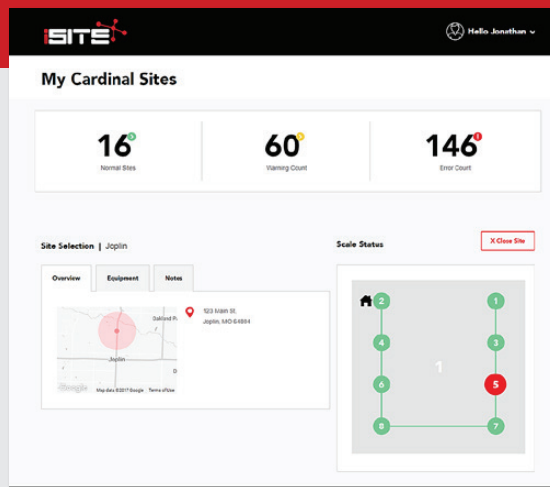 iSITE
Hello Jonathan
My Cardinal Sites
16
Normal Sites
60
Warning Count
146
Error Count
Site Selection | Joplin
Overview
Equipment
Notes
Oakland P
Joplin
Google
Map data ©2017 Google Terms of Use
123 Main St.
Joplin, MO 64804
Scale Status
X Close Site
2
1
4
3
1
6
5
8
7